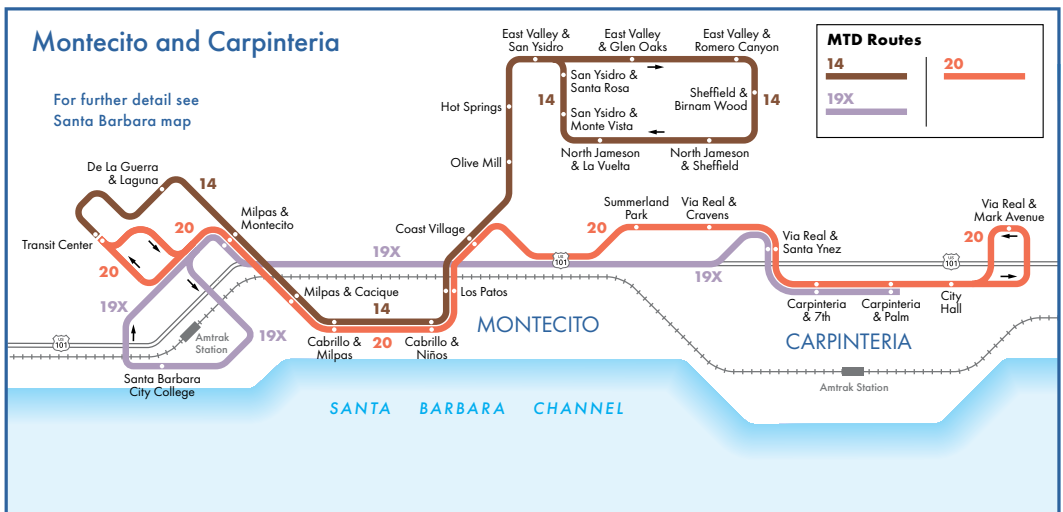 Montecito and Carpinteria
For further detail see
Santa Barbara map
MTD Routes
14
20
19X
East Valley &
San Ysidro
East Valley
& Glen Oaks
East Valley &
Romero Canyon
San Ysidro &
Santa Rosa
Sheffield &
Birnam Wood
14
14
Hot Springs
San Ysidro &
Monte Vista
North Jameson
& La Vuelta
North Jameson
& Sheffield
Olive Mill
De La Guerra
& Laguna
14
Milpas &
Montecito
Transit Center
20
20
Coast Village
Summerland
Park
Via Real &
Cravens
20
Via Real &
Santa Ynez
Via Real &
Mark Avenue
20
19X
US
101
19X
US
101
19X
19X
Milpas & Cacique
14
Los Patos
Carpinteria
& 7th
Carpinteria
& Palm
City
Hall
US
101
Amtrak
Station
Cabrillo &
Milpas
20
Cabrillo &
Niños
MONTECITO
CARPINTERIA
Santa Barbara
City College
Amtrak Station
SANTA BARBARA CHANNEL